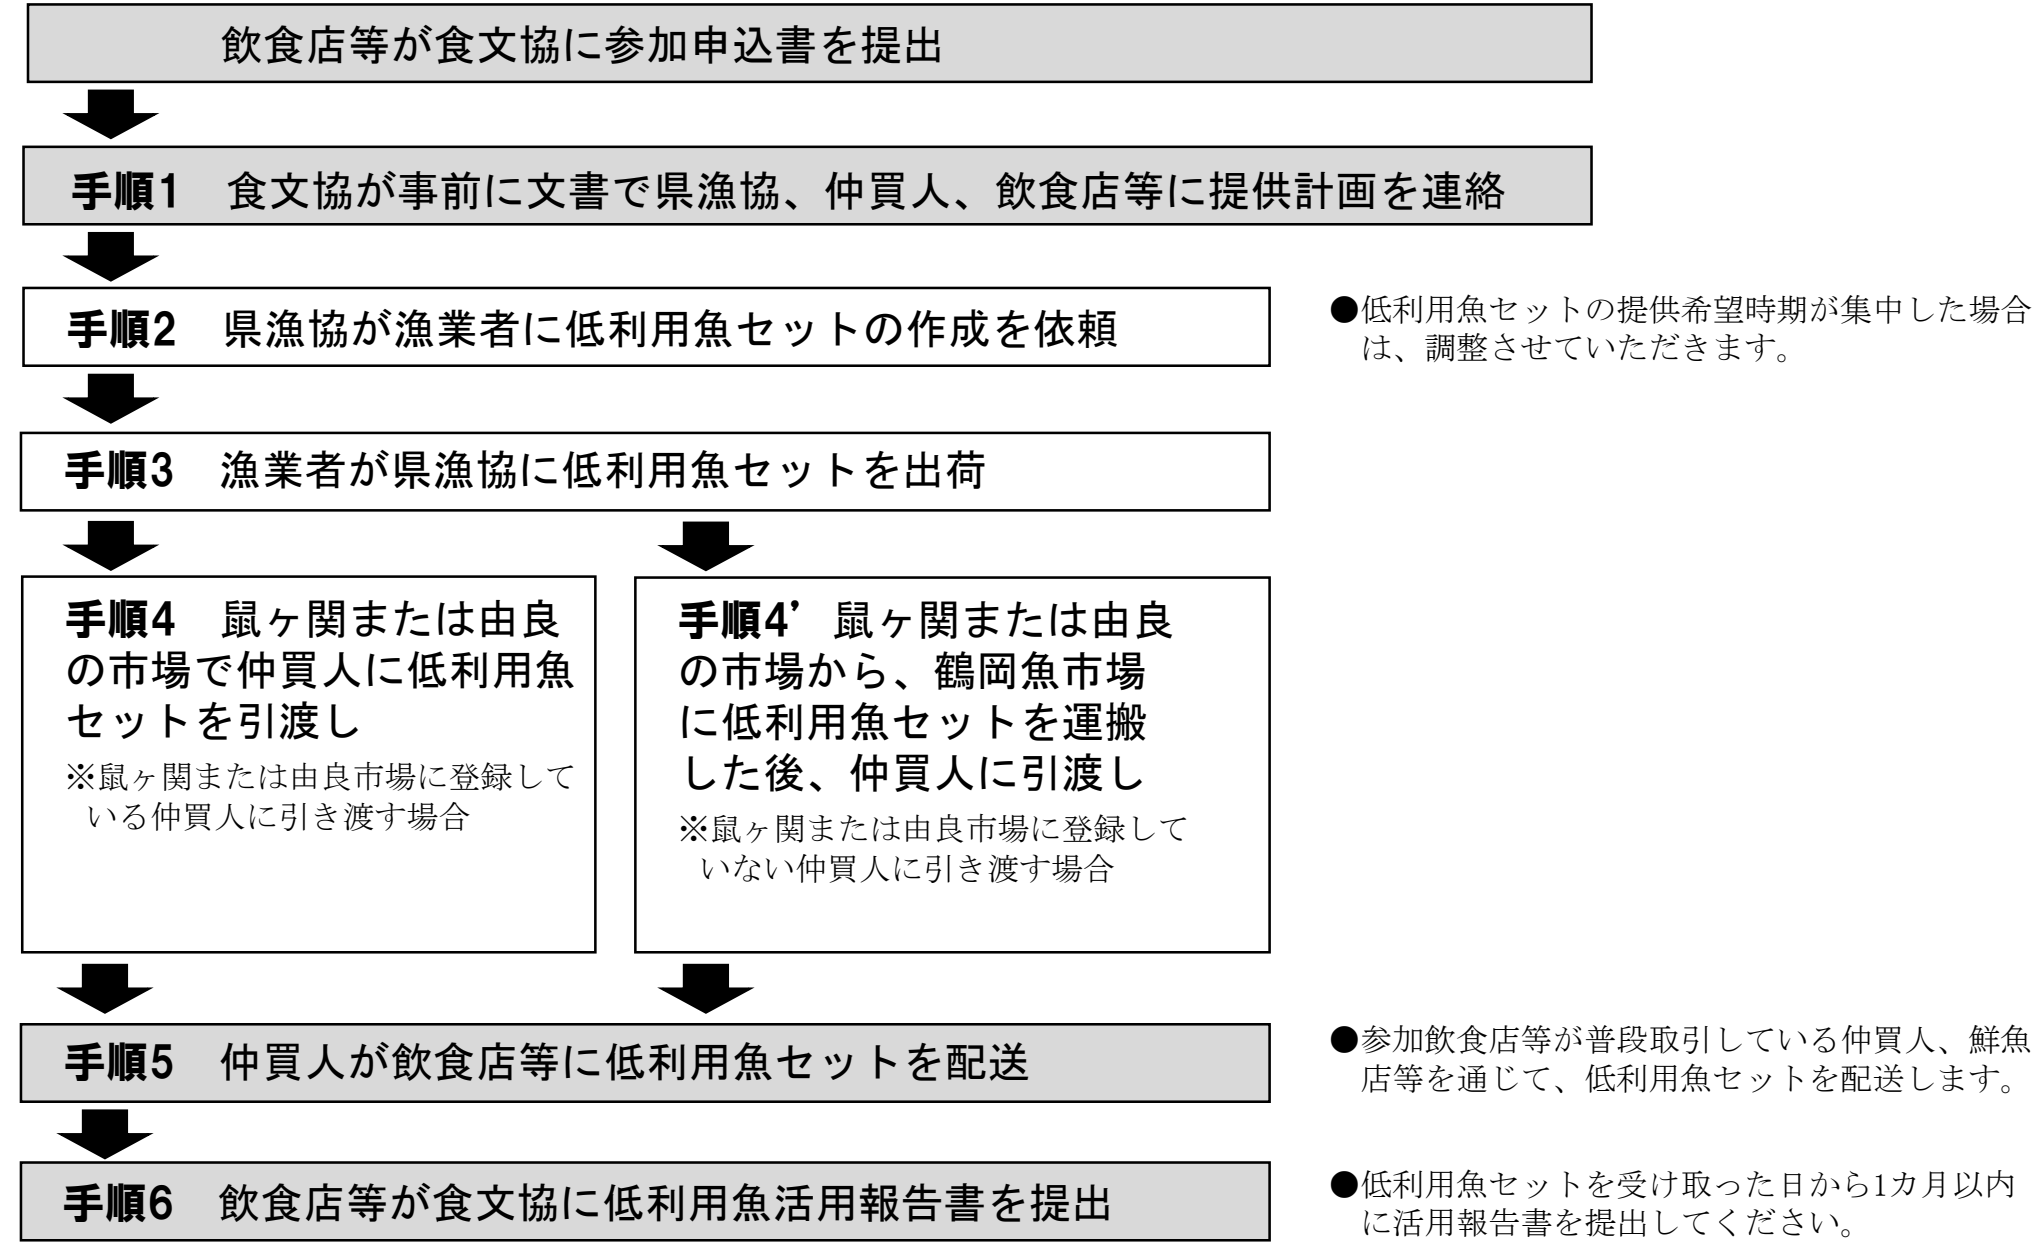 飲食店等が食文協に参加申込書を提出
手順1　食文協が事前に文書で県漁協、仲買人、飲食店等に提供計画を連絡
手順2　県漁協が漁業者に低利用魚セットの作成を依頼
●低利用魚セットの提供希望時期が集中した場合
は、調整させていただきます。
手順3　漁業者が県漁協に低利用魚セットを出荷
手順4　鼠ヶ関または由良
の市場で仲買人に低利用魚
セットを引渡し
※鼠ヶ関または由良市場に登録して
いる仲買人に引き渡す場合
手順4’鼠ヶ関または由良
の市場から、鶴岡魚市場
に低利用魚セットを運搬
した後、仲買人に引渡し
※鼠ヶ関または由良市場に登録して
いない仲買人に引き渡す場合
手順5　仲買人が飲食店等に低利用魚セットを配送
●参加飲食店等が普段取引している仲買人、鮮魚
店等を通じて、低利用魚セットを配送します。
手順6　飲食店等が食文協に低利用魚活用報告書を提出
●低利用魚セットを受け取った日から1カ月以内
に活用報告書を提出してください。